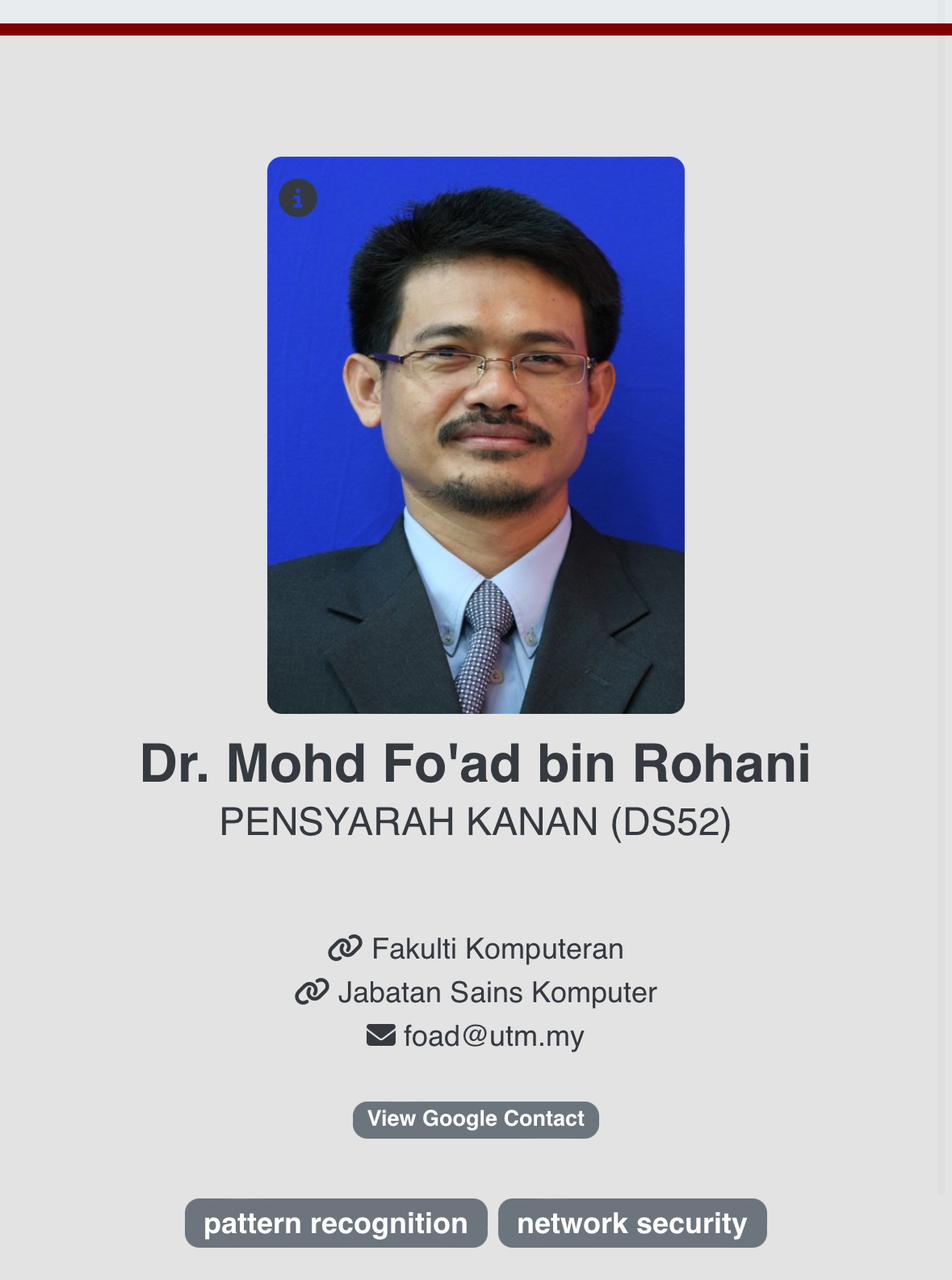 Dr. Mohd Fo'ad bin Rohani
PENSYARAH KANAN (DS52)
Fakulti Komputeran
Jabatan Sains Komputer
foad@utm.my
View Google Contact
pattern recognition network security